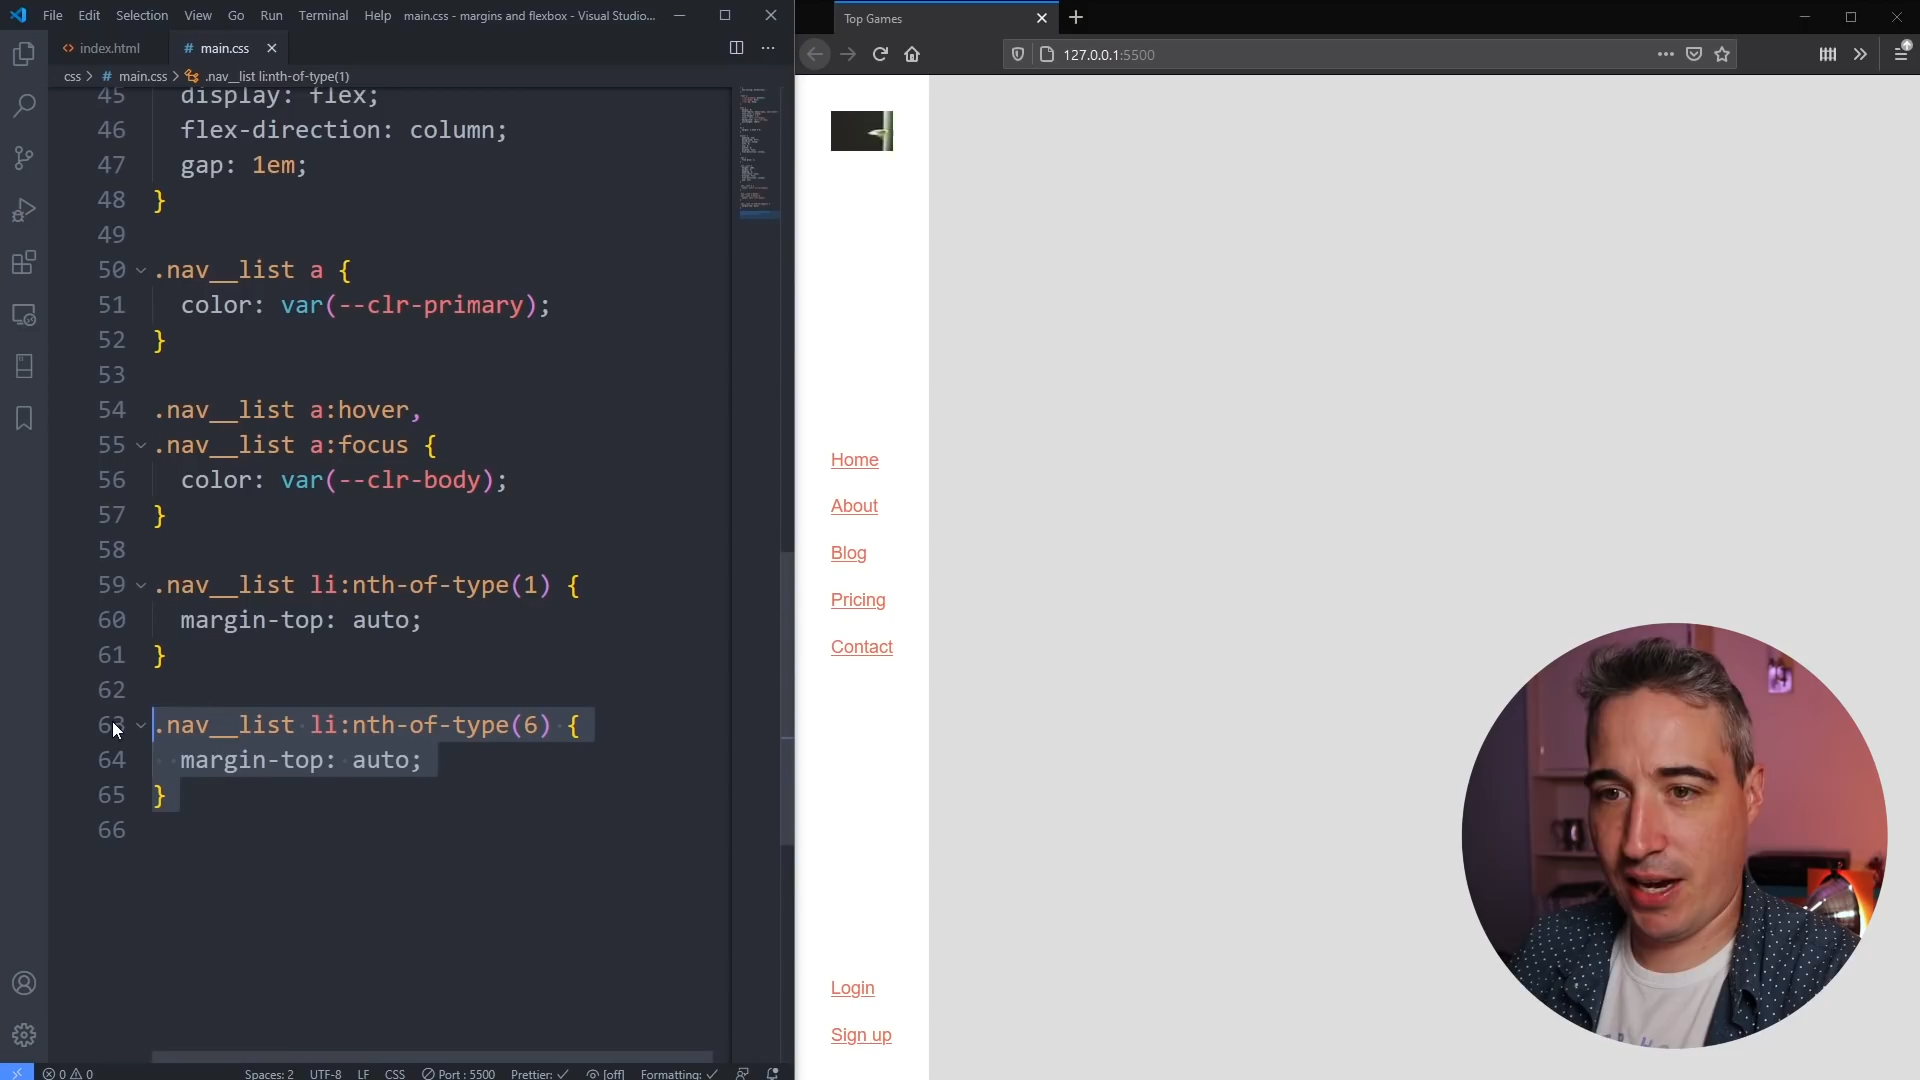 File Edit Selection View Go Run Terminal Help main.css - margins and flexbox - Visual Studio...
index.html
# main.css
css > # main.css > .nav__list li:nth-of-type(1)
45 display: flex;
46 flex-direction: column;
47 gap: 1em;
48 }
49
50 .nav__list a {
51 color: var(--clr-primary);
52 }
53
54 .nav__list a:hover,
55 .nav__list a:focus {
56 color: var(--clr-body);
57 }
58
59 .nav__list li:nth-of-type(1) {
60 margin-top: auto;
61 }
62
63 .nav__list li:nth-of-type(6) {
64 margin-top: auto;
65 }
66
0 0 Spaces: 2 UTF-8 LF CSS Port : 5500 Prettier: ✓ [off] Formatting: ✓
Top Games
127.0.0.1:5500
Home
About
Blog
Pricing
Contact
Login
Sign up